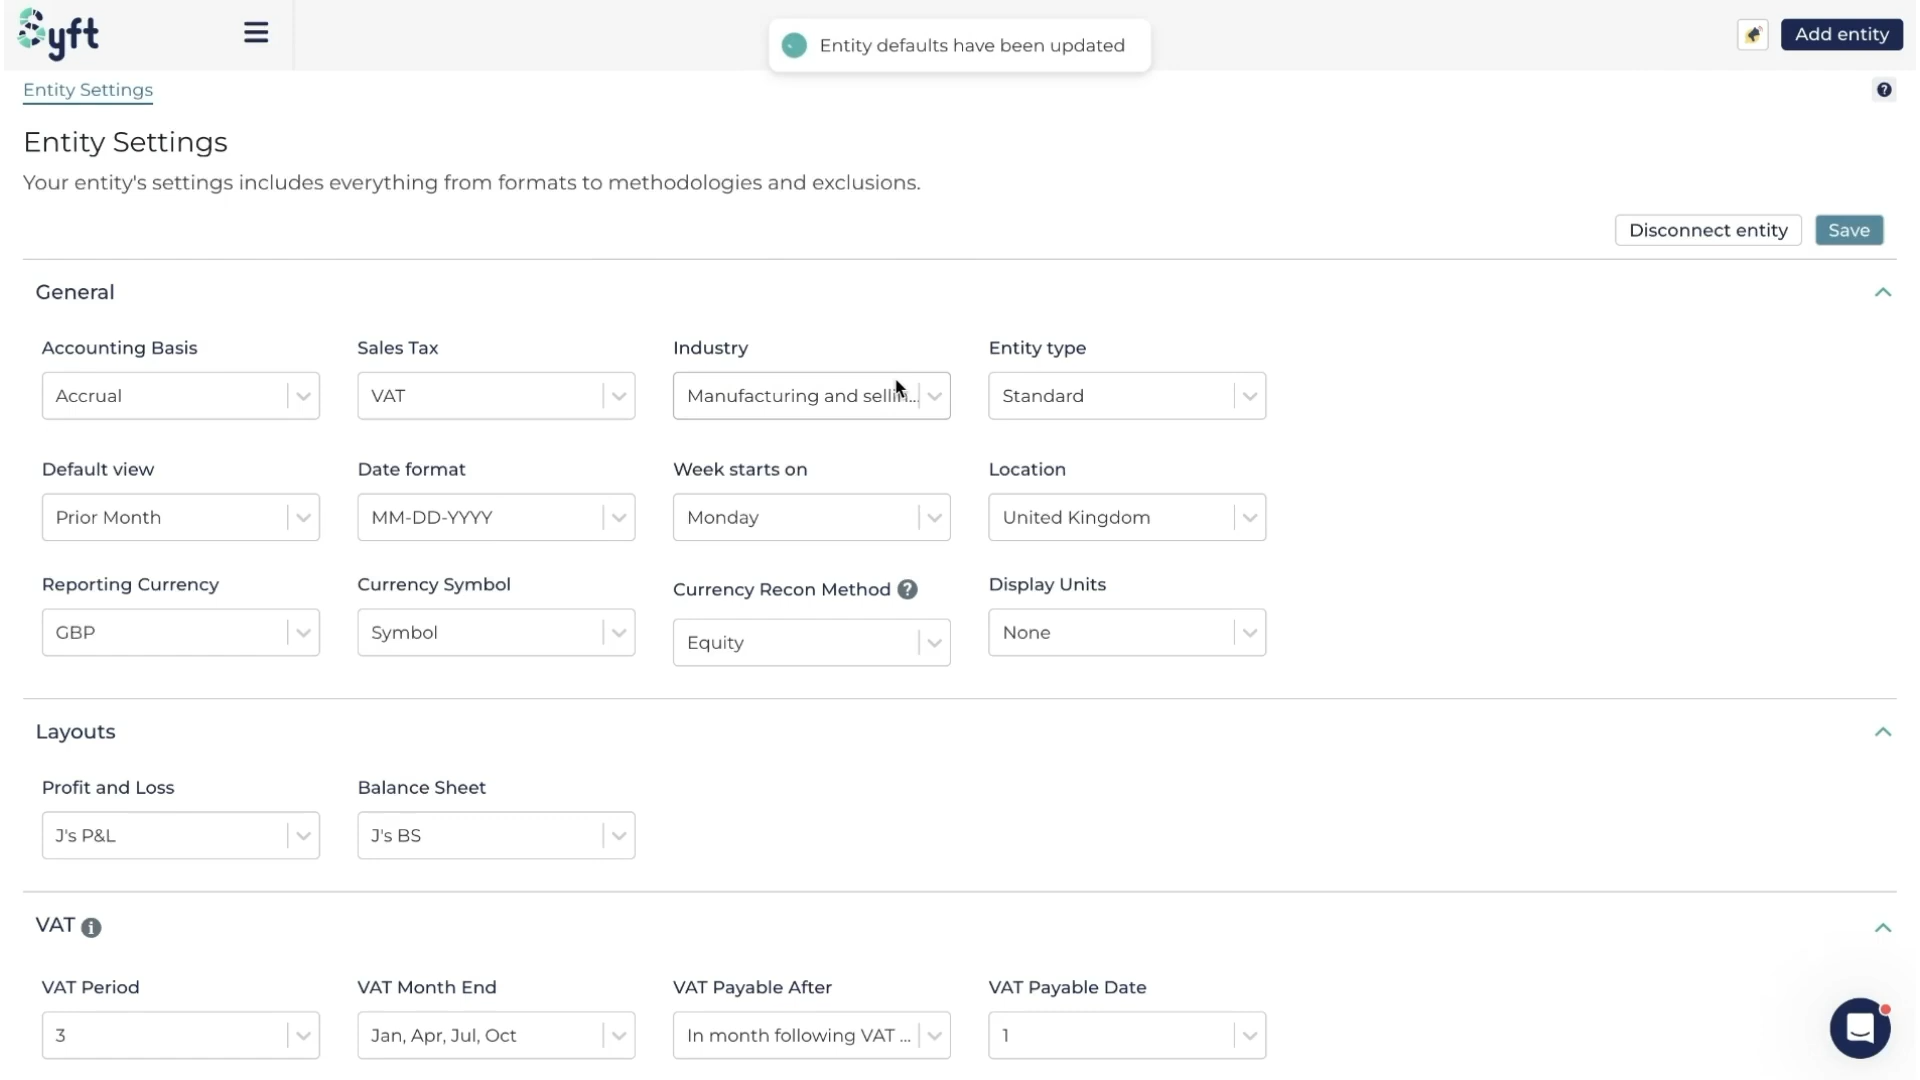 Syft
Entity defaults have been updated
Add entity
Entity Settings
?
Entity Settings
Your entity's settings includes everything from formats to methodologies and exclusions.
Disconnect entity
Save
General
Accounting Basis
Sales Tax
Industry
Entity type
Accrual
VAT
Manufacturing and sellin...
Standard
Default view
Date format
Week starts on
Location
Prior Month
MM-DD-YYYY
Monday
United Kingdom
Reporting Currency
Currency Symbol
Currency Recon Method ?
Display Units
GBP
Symbol
Equity
None
Layouts
Profit and Loss
Balance Sheet
J's P&L
J's BS
VAT i
VAT Period
VAT Month End
VAT Payable After
VAT Payable Date
3
Jan, Apr, Jul, Oct
In month following VAT ...
1